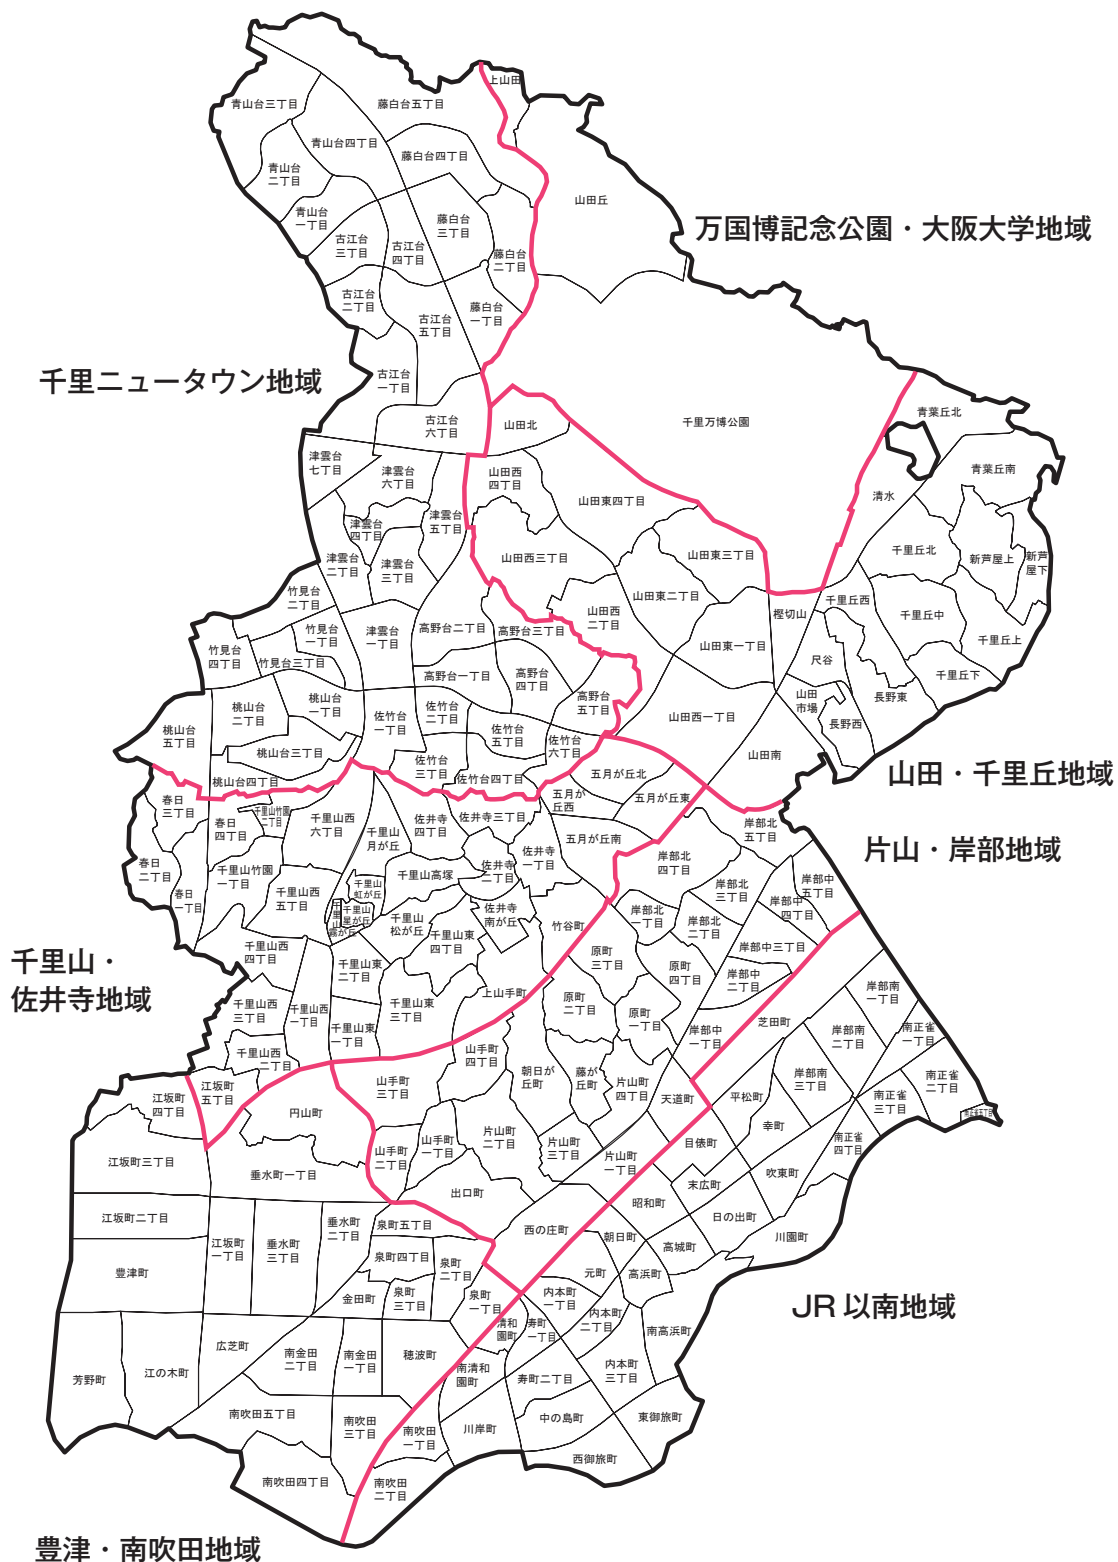 上山田
青山台三丁目
藤白台五丁目
青山台四丁目
藤白台四丁目
青山台
二丁目
山田丘
青山台
一丁目
藤白台
三丁目
古江台
三丁目
古江台
四丁目
藤白台
二丁目
万国博記念公園・大阪大学地域
古江台
二丁目
藤白台
一丁目
古江台
五丁目
千里ニュータウン地域
古江台
一丁目
古江台
六丁目
山田北
千里万博公園
青葉丘北
津雲台
七丁目
津雲台
六丁目
山田西
四丁目
青葉丘南
山田東四丁目
清水
津雲台
五丁目
津雲台
四丁目
山田西三丁目
山田東三丁目
千里丘北
新芦屋上
新芦
屋下
津雲台
二丁目
津雲台
三丁目
竹見台
二丁目
山田東二丁目
千里丘西
樫切山
千里丘中
山田西
二丁目
竹見台
一丁目
津雲台
一丁目
高野台二丁目
高野台三丁目
山田東一丁目
千里丘上
竹見台
四丁目
竹見台三丁目
尺谷
高野台一丁目
高野台
四丁目
千里丘下
高野台
五丁目
山田
市場
長野東
桃山台
二丁目
桃山台
一丁目
佐竹台
一丁目
佐竹台
二丁目
山田西一丁目
長野西
桃山台
五丁目
佐竹台
五丁目
佐竹台
六丁目
桃山台三丁目
山田南
佐竹台
三丁目
佐竹台四丁目
桃山台四丁目
五月が丘北
山田・千里丘地域
春日
三丁目
五月が
丘西
五月が丘東
春日
四丁目
千里山竹園
二丁目
千里山西
六丁目
千里山
月が丘
佐井寺
四丁目
佐井寺三丁目
岸部北
五丁目
五月が丘南
片山・岸部地域
春日
二丁目
千里山竹園
一丁目
佐井寺
一丁目
佐井寺
二丁目
岸部北
四丁目
千里山高塚
千里山
虹が丘
岸部中
五丁目
岸部北
三丁目
春日
一丁目
千里山西
五丁目
千里山
星が丘
千里山
霧が丘
千里山
松が丘
佐井寺
南が丘
岸部中
四丁目
岸部北
一丁目
岸部北
二丁目
竹谷町
千里山東
四丁目
千里山西
四丁目
原町
三丁目
岸部中三丁目
千里山・
佐井寺地域
千里山東
二丁目
原町
四丁目
岸部中
二丁目
上山手町
岸部南
一丁目
千里山西
三丁目
千里山西
一丁目
千里山東
三丁目
原町
二丁目
原町
一丁目
芝田町
千里山東
一丁目
岸部中
一丁目
岸部南
二丁目
南正雀
一丁目
千里山西
二丁目
山手町
四丁目
朝日が
丘町
藤が
丘町
片山町
四丁目
岸部南
三丁目
南正雀
二丁目
江坂町
五丁目
山手町
三丁目
天道町
平松町
南正雀
三丁目
江坂町
四丁目
円山町
南正雀五丁目
幸町
片山町
二丁目
山手町
一丁目
目俵町
南正雀
四丁目
片山町
三丁目
江坂町三丁目
山手町
二丁目
片山町
一丁目
垂水町一丁目
吹東町
末広町
出口町
昭和町
江坂町二丁目
垂水町
二丁目
泉町五丁目
西の庄町
日の出町
江坂町
一丁目
垂水町
三丁目
朝日町
川園町
泉町四丁目
高城町
泉町
二丁目
豊津町
元町
高浜町
金田町
泉町
三丁目
泉町
一丁目
内本町
一丁目
JR 以南地域
内本町
二丁目
清和
園町
寿町
一丁目
南高浜町
広芝町
南金田
二丁目
南金田
一丁目
穂波町
芳野町
江の木町
南清和
園町
寿町二丁目
内本町
三丁目
南吹田五丁目
中の島町
東御旅町
南吹田
三丁目
川岸町
南吹田
一丁目
西御旅町
南吹田四丁目
南吹田
二丁目
豊津・南吹田地域